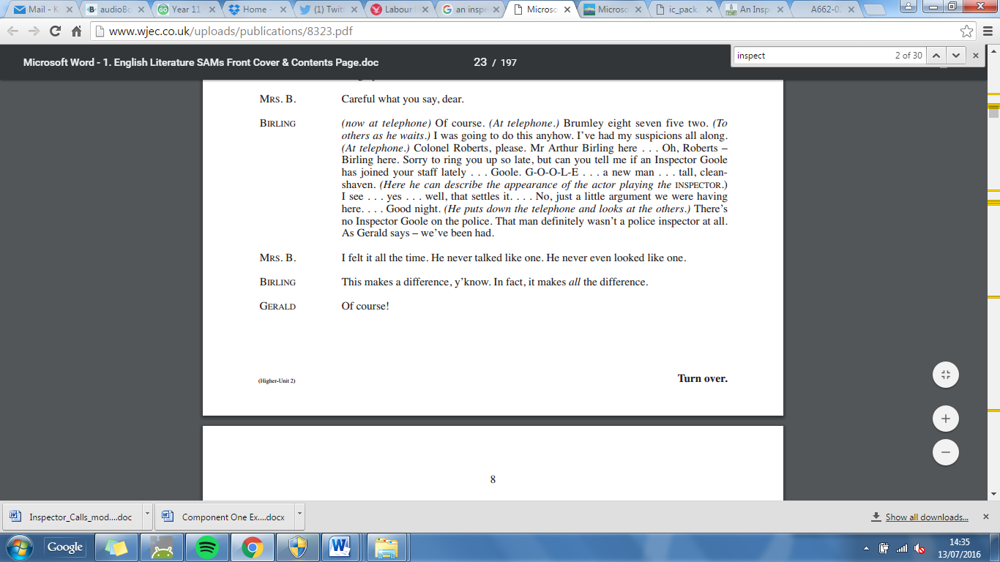 Mail - K
audioBo
Year 11
Home -
(1) Twit
Labour
an inspe
Microso
Microso
ic_pack
An Insp
A662-0
www.wjec.co.uk/uploads/publications/8323.pdf
Microsoft Word - 1. English Literature SAMs Front Cover & Contents Page.doc
23 / 197
inspect
2 of 30
MRS. B. Careful what you say, dear.
BIRLING (now at telephone) Of course. (At telephone.) Brumley eight seven five two. (To
others as he waits.) I was going to do this anyhow. I've had my suspicions all along.
(At telephone.) Colonel Roberts, please. Mr Arthur Birling here . . . Oh, Roberts –
Birling here. Sorry to ring you up so late, but can you tell me if an Inspector Goole
has joined your staff lately . . . Goole. G-O-O-L-E . . . a new man . . . tall, clean-
shaven. (Here he can describe the appearance of the actor playing the INSPECTOR.)
I see . . . yes . . . well, that settles it. . . . No, just a little argument we were having
here. . . . Good night. (He puts down the telephone and looks at the others.) There's
no Inspector Goole on the police. That man definitely wasn't a police inspector at all.
As Gerald says – we've been had.
MRS. B. I felt it all the time. He never talked like one. He never even looked like one.
BIRLING This makes a difference, y'know. In fact, it makes all the difference.
GERALD Of course!
(Higher-Unit 2)
Turn over.
8
Inspector_Calls_mod....doc
Component One Ex....docx
Show all downloads...
Google
14:35
13/07/2016